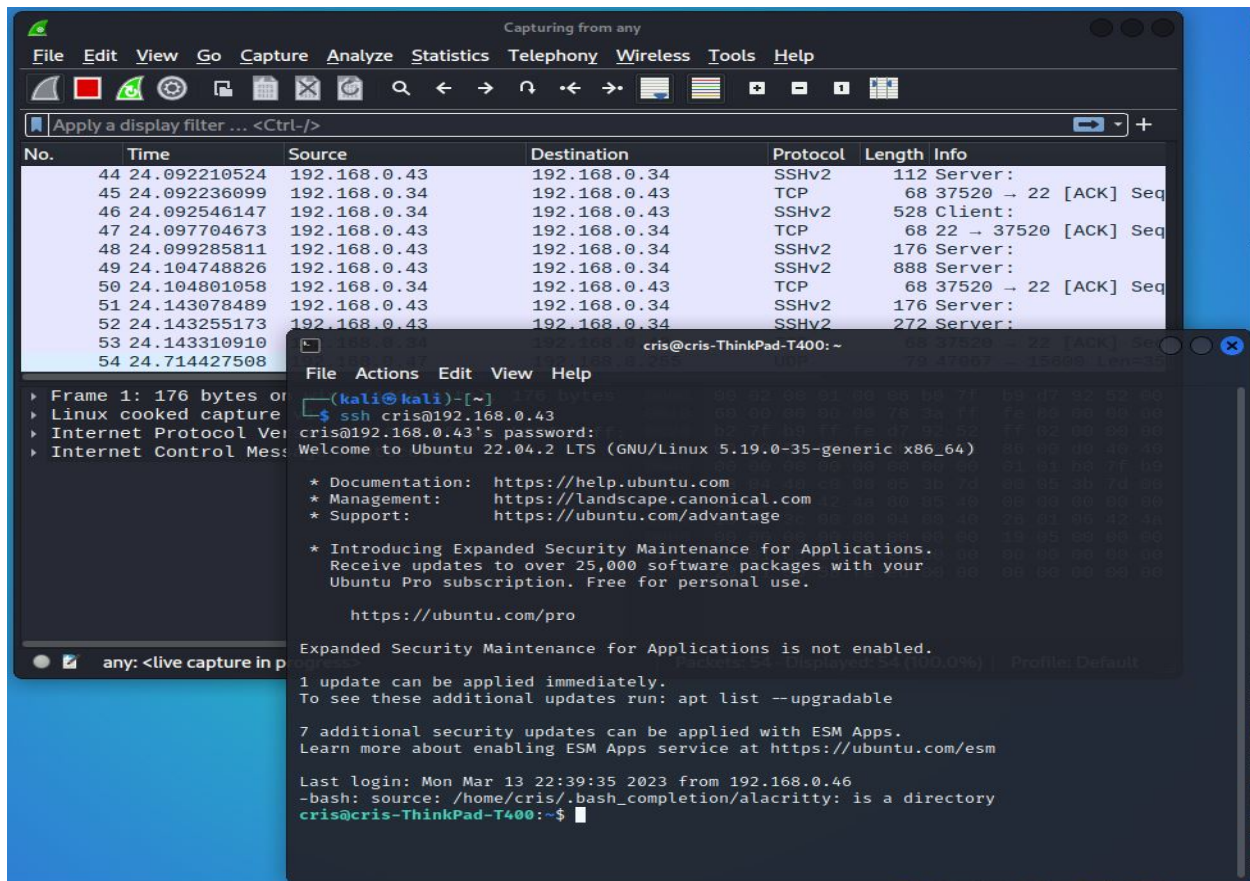 Capturing from any
File Edit View Go Capture Analyze Statistics Telephony Wireless Tools Help
Apply a display filter … <Ctrl-/>
No. Time Source Destination Protocol Length Info
44 24.092210524 192.168.0.43 192.168.0.34 SSHv2 112 Server:
45 24.092236099 192.168.0.34 192.168.0.43 TCP 68 37520 → 22 [ACK] Seq
46 24.092546147 192.168.0.34 192.168.0.43 SSHv2 528 Client:
47 24.097704673 192.168.0.43 192.168.0.34 TCP 68 22 → 37520 [ACK] Seq
48 24.099285811 192.168.0.43 192.168.0.34 SSHv2 176 Server:
49 24.104748826 192.168.0.43 192.168.0.34 SSHv2 888 Server:
50 24.104801058 192.168.0.34 192.168.0.43 TCP 68 37520 → 22 [ACK] Seq
51 24.143078489 192.168.0.43 192.168.0.34 SSHv2 176 Server:
52 24.143255173 192.168.0.43 192.168.0.34 SSHv2 272 Server:
53 24.143310910
54 24.714427508
Frame 1: 176 bytes
Linux cooked capture
Internet Protocol
Internet Control
any: <live capture in progress>
Packets: 54 · Displayed: 54 (100.0%) Profile: Default
cris@cris-ThinkPad-T400: ~
File Actions Edit View Help
(kali㉿kali)-[~]
$ ssh cris@192.168.0.43
cris@192.168.0.43's password:
Welcome to Ubuntu 22.04.2 LTS (GNU/Linux 5.19.0-35-generic x86_64)
* Documentation: https://help.ubuntu.com
* Management: https://landscape.canonical.com
* Support: https://ubuntu.com/advantage
* Introducing Expanded Security Maintenance for Applications.
Receive updates to over 25,000 software packages with your
Ubuntu Pro subscription. Free for personal use.
https://ubuntu.com/pro
Expanded Security Maintenance for Applications is not enabled.
1 update can be applied immediately.
To see these additional updates run: apt list --upgradable
7 additional security updates can be applied with ESM Apps.
Learn more about enabling ESM Apps service at https://ubuntu.com/esm
Last login: Mon Mar 13 22:39:35 2023 from 192.168.0.46
-bash: source: /home/cris/.bash_completion/alacritty: is a directory
cris@cris-ThinkPad-T400:~$